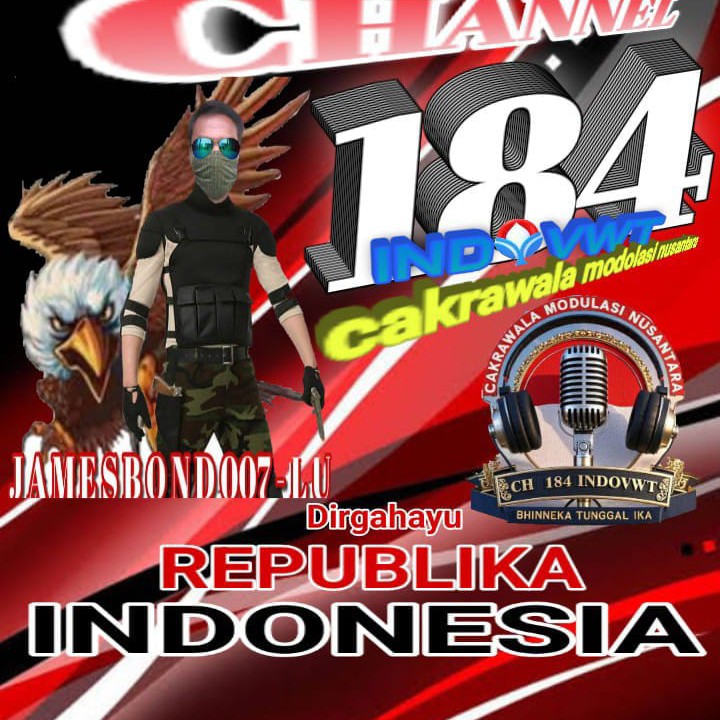 CHANNEL
184
INDOVWT
cakrawala modolasi nusantara
CAKRAWALA MODULASI NUSANTARA
CH 184 INDOVWT
BHINNEKA TUNGGAL IKA
JAMESBOND007-LU
Dirgahayu
REPUBLIKA
INDONESIA